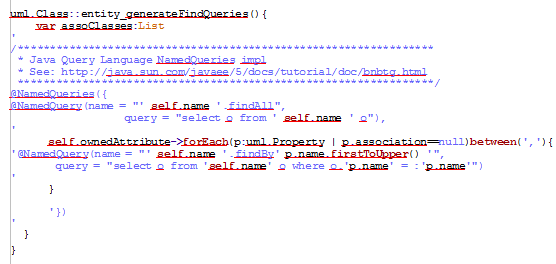 uml.Class::entity_generateFindQueries(){
var assoClasses:List
'
/*****************************************************************
* Java Query Language NamedQueries impl
* See: http://java.sun.com/javaee/5/docs/tutorial/doc/bnbtg.html
*****************************************************************/
@NamedQueries({
@NamedQuery(name = "' self.name '.findAll",
query = "select o from ' self.name ' o"),
'
self.ownedAttribute->forEach(p:uml.Property | p.association==null)between(','){
'@NamedQuery(name = "' self.name '.findBy' p.name.firstToUpper() '",
query = "select o from 'self.name' o where o.'p.name' = :'p.name'")
'
}
'})
'
}
}